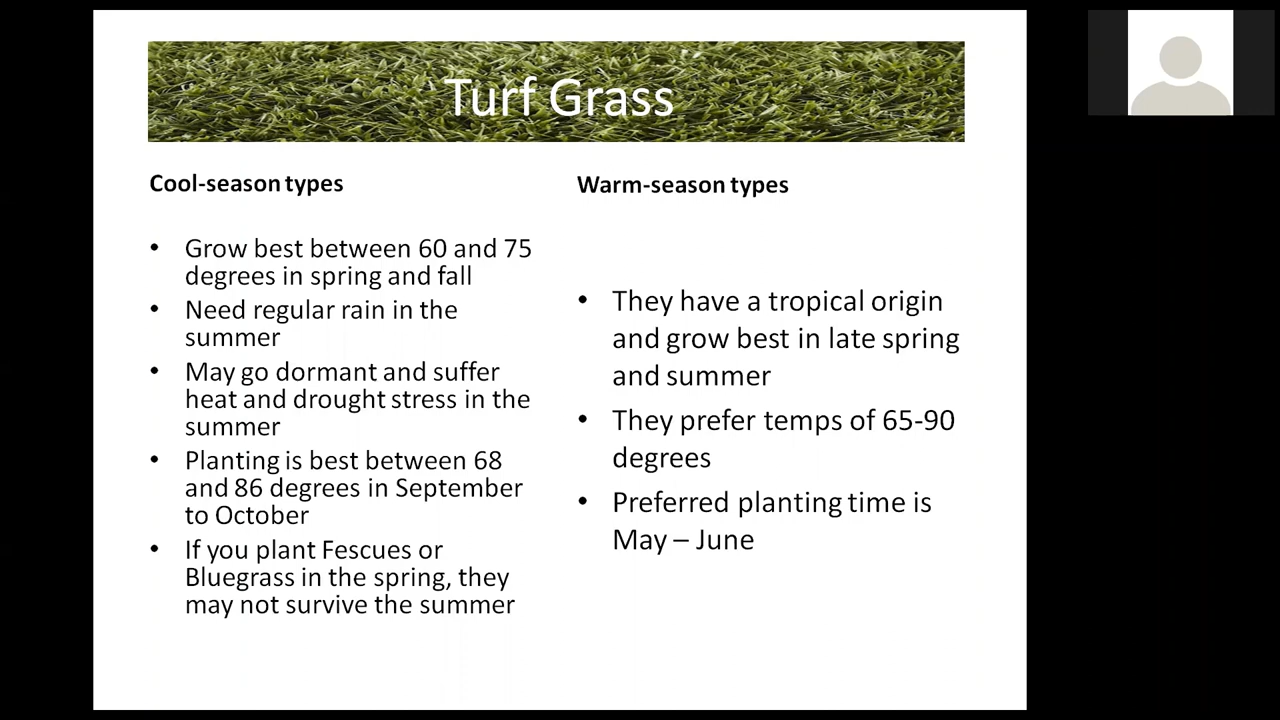 Turf Grass
Cool-season types
• Grow best between 60 and 75
degrees in spring and fall
• Need regular rain in the
summer
• May go dormant and suffer
heat and drought stress in the
summer
• Planting is best between 68
and 86 degrees in September
to October
• If you plant Fescues or
Bluegrass in the spring, they
may not survive the summer
Warm-season types
• They have a tropical origin
and grow best in late spring
and summer
• They prefer temps of 65-90
degrees
• Preferred planting time is
May – June